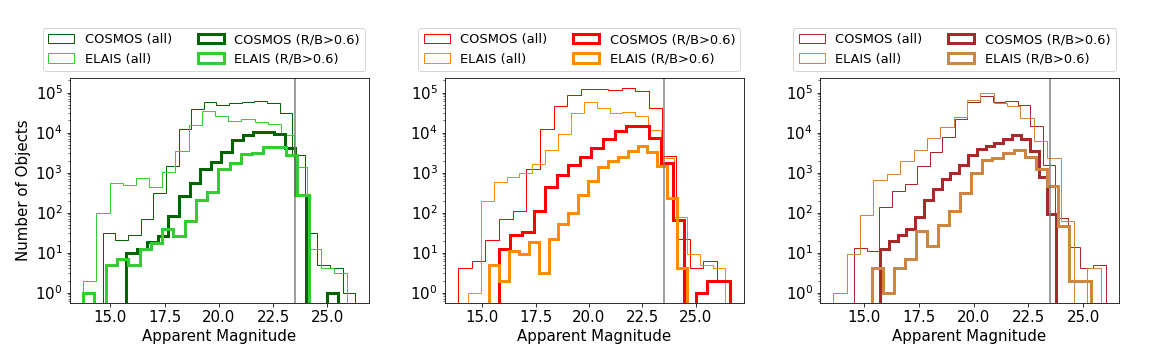 COSMOS (all) COSMOS (R/B>0.6)
ELAIS (all) ELAIS (R/B>0.6)
COSMOS (all) COSMOS (R/B>0.6)
ELAIS (all) ELAIS (R/B>0.6)
COSMOS (all) COSMOS (R/B>0.6)
ELAIS (all) ELAIS (R/B>0.6)
Number of Objects
10⁵
10⁴
10³
10²
10¹
10⁰
15.0 17.5 20.0 22.5 25.0
Apparent Magnitude
10⁵
10⁴
10³
10²
10¹
10⁰
15.0 17.5 20.0 22.5 25.0
Apparent Magnitude
10⁵
10⁴
10³
10²
10¹
10⁰
15.0 17.5 20.0 22.5 25.0
Apparent Magnitude